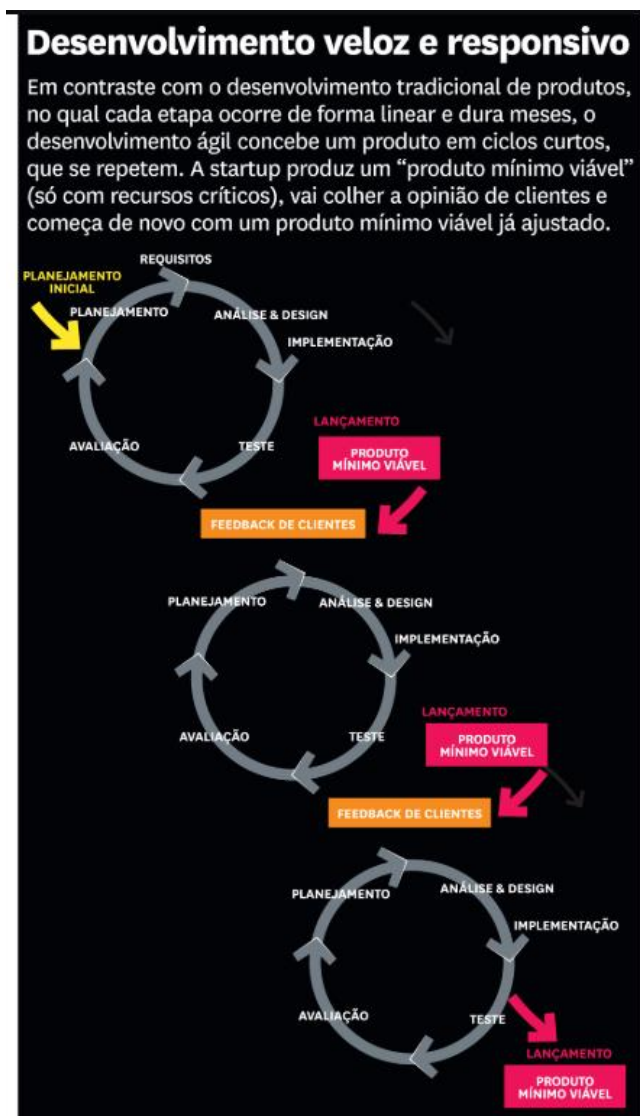 Desenvolvimento veloz e responsivo
Em contraste com o desenvolvimento tradicional de produtos,
no qual cada etapa ocorre de forma linear e dura meses, o
desenvolvimento ágil concebe um produto em ciclos curtos,
que se repetem. A startup produz um “produto mínimo viável”
(só com recursos críticos), vai colher a opinião de clientes e
começa de novo com um produto mínimo viável já ajustado.
REQUISITOS
PLANEJAMENTO
INICIAL
PLANEJAMENTO
ANÁLISE & DESIGN
IMPLEMENTAÇÃO
AVALIAÇÃO
TESTE
LANÇAMENTO
PRODUTO
MÍNIMO VIÁVEL
FEEDBACK DE CLIENTES
PLANEJAMENTO
ANÁLISE & DESIGN
IMPLEMENTAÇÃO
AVALIAÇÃO
TESTE
LANÇAMENTO
PRODUTO
MÍNIMO VIÁVEL
FEEDBACK DE CLIENTES
PLANEJAMENTO
ANÁLISE & DESIGN
IMPLEMENTAÇÃO
AVALIAÇÃO
TESTE
LANÇAMENTO
PRODUTO
MÍNIMO VIÁVEL